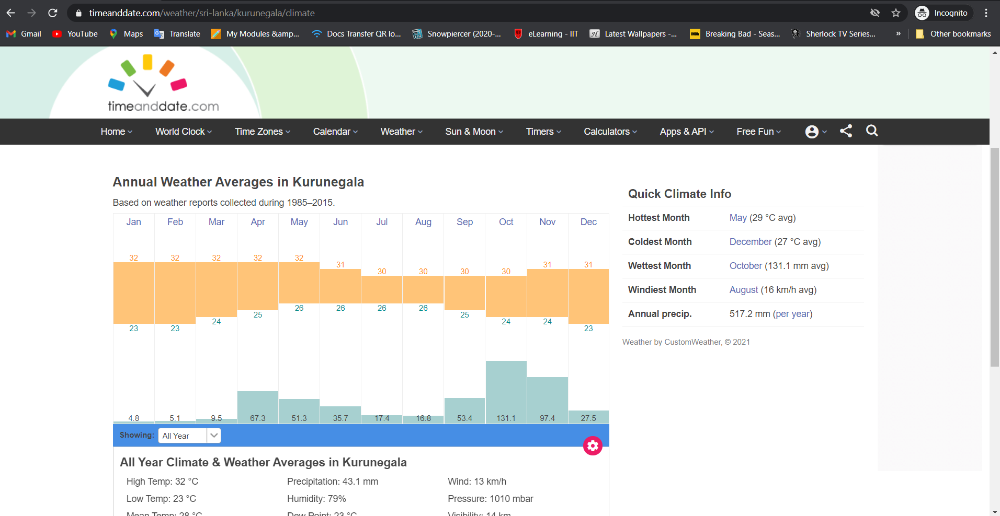 timeanddate.com/weather/sri-lanka/kurunegala/climate
Incognito
Gmail YouTube Maps Translate My Modules &amp... Docs Transfer QR lo... Snowpiercer (2020-... eLearning - IIT Latest Wallpapers -... Breaking Bad - Seas... Sherlock TV Series... » Other bookmarks
timeanddate.com
Home World Clock Time Zones Calendar Weather Sun & Moon Timers Calculators Apps & API Free Fun
Annual Weather Averages in Kurunegala
Based on weather reports collected during 1985–2015.
Jan Feb Mar Apr May Jun Jul Aug Sep Oct Nov Dec
32 32 32 32 32 31 30 30 30 30 31 31
23 23 24 25 26 26 26 26 25 24 24 23
4.8 5.1 9.5 67.3 51.3 35.7 17.4 16.8 53.4 131.1 97.4 27.5
Showing: All Year
All Year Climate & Weather Averages in Kurunegala
High Temp: 32 °C Precipitation: 43.1 mm Wind: 13 km/h
Low Temp: 23 °C Humidity: 79% Pressure: 1010 mbar
Mean Temp: 28 °C Dew Point: 23 °C Visibility: 14 km
Quick Climate Info
Hottest Month May (29 °C avg)
Coldest Month December (27 °C avg)
Wettest Month October (131.1 mm avg)
Windiest Month August (16 km/h avg)
Annual precip. 517.2 mm (per year)
Weather by CustomWeather, © 2021